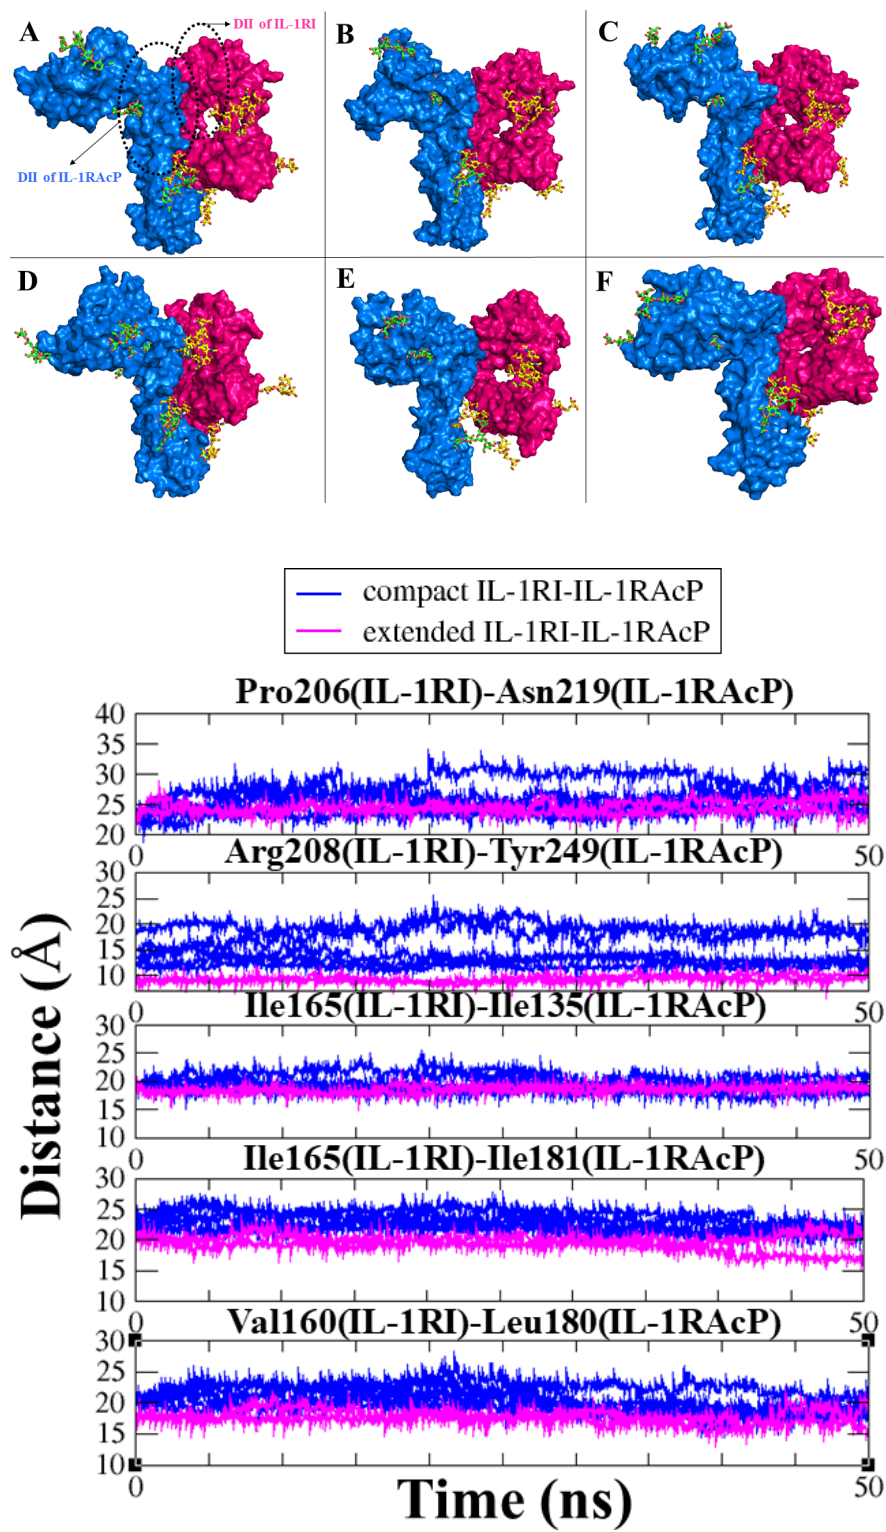 A
DII of IL-1RI
B
C
DII of IL-1RAcP
D
E
F
compact IL-1RI-IL-1RAcP
extended IL-1RI-IL-1RAcP
Pro206(IL-1RI)-Asn219(IL-1RAcP)
40
35
30
25
20
0
50
Arg208(IL-1RI)-Tyr249(IL-1RAcP)
30
25
20
15
10
0
50
Ile165(IL-1RI)-Ile135(IL-1RAcP)
30
25
20
15
10
0
50
Ile165(IL-1RI)-Ile181(IL-1RAcP)
30
25
20
15
10
0
50
Val160(IL-1RI)-Leu180(IL-1RAcP)
30
25
20
15
10
0
50
Distance (Å)
Time (ns)